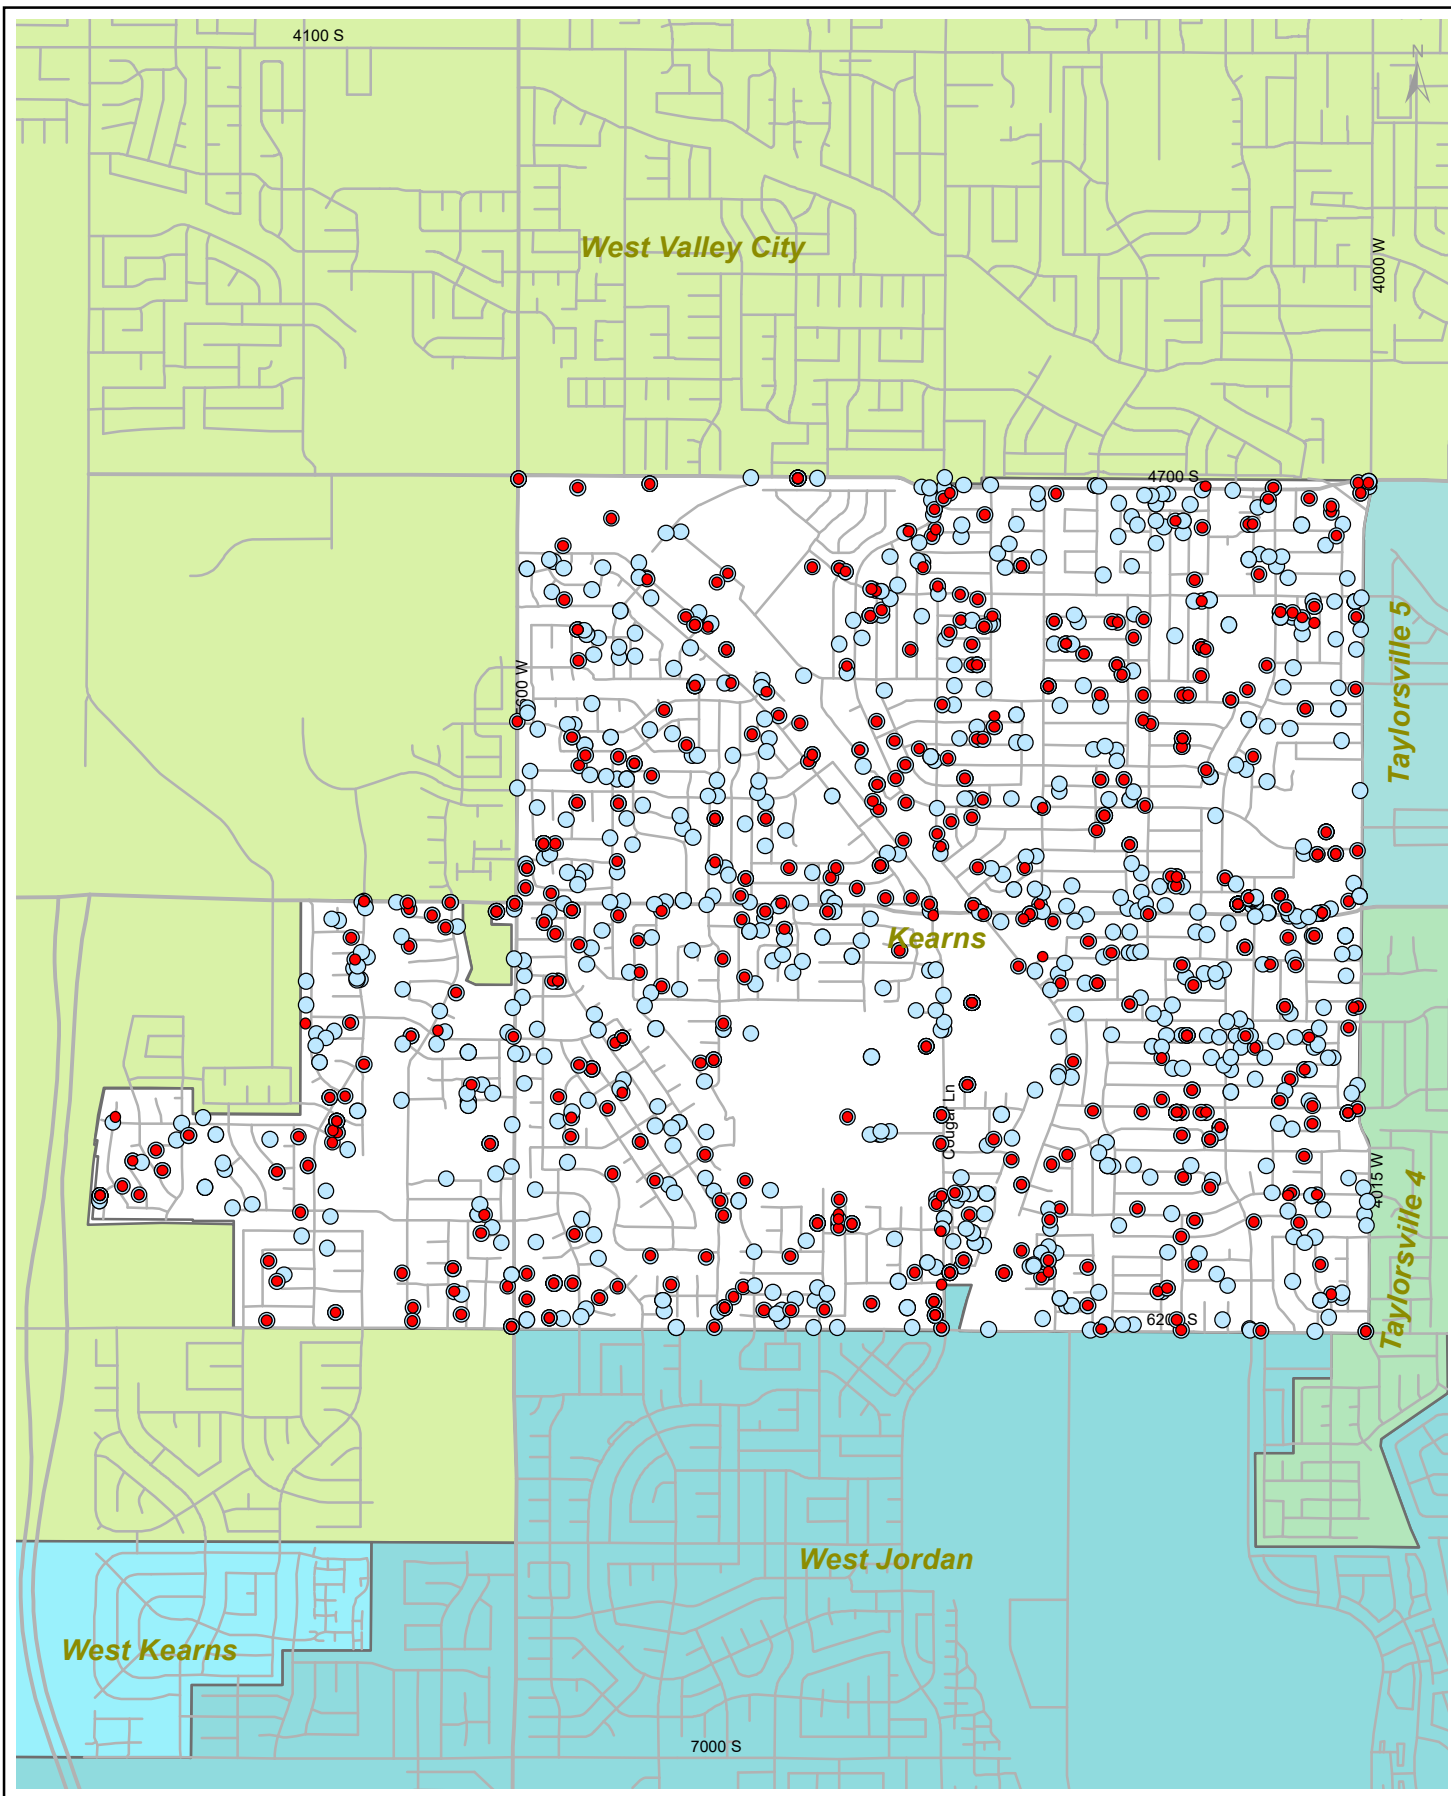 4100 S
N
West Valley City
4000 W
4700 S
Taylorsville 5
Kearns
Cougar Ln
4015 W
Taylorsville 4
West Jordan
West Kearns
7000 S